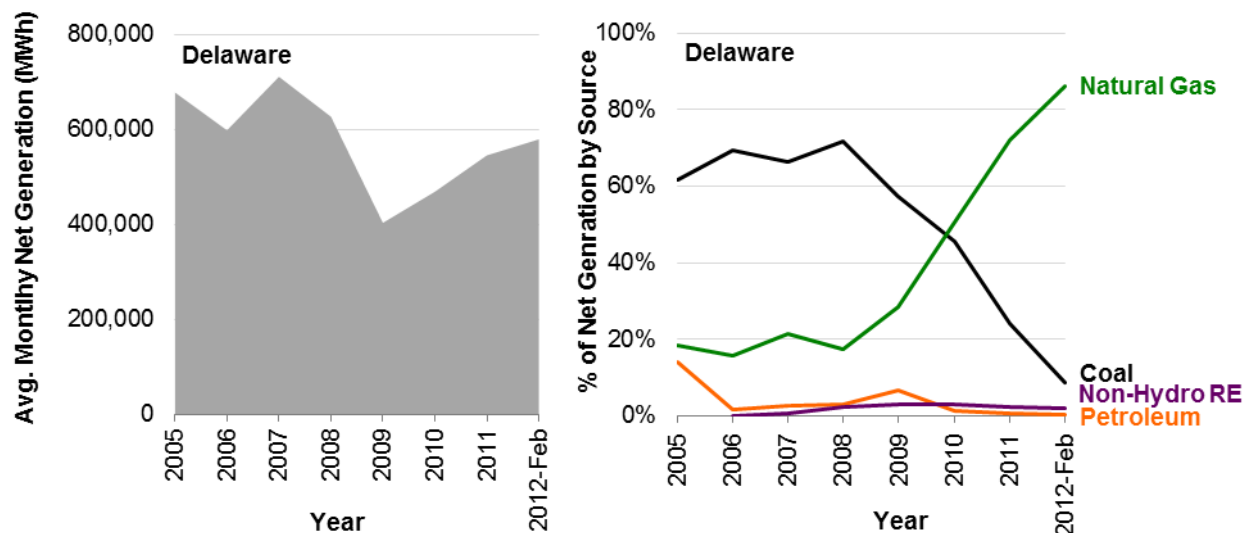 Avg. Montlhy Net Generation (MWh)
800,000
600,000
400,000
200,000
0
Delaware
2005
2006
2007
2008
2009
2010
2011
2012-Feb
Year
% of Net Genration by Source
100%
80%
60%
40%
20%
0%
Delaware
Natural Gas
Coal
Non-Hydro RE
Petroleum
2005
2006
2007
2008
2009
2010
2011
2012-Feb
Year